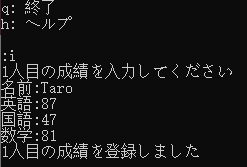 q: 終了
h: ヘルプ
:i
1人目の成績を入力してください
名前:Taro
英語:87
国語:47
数学:81
1人目の成績を登録しました